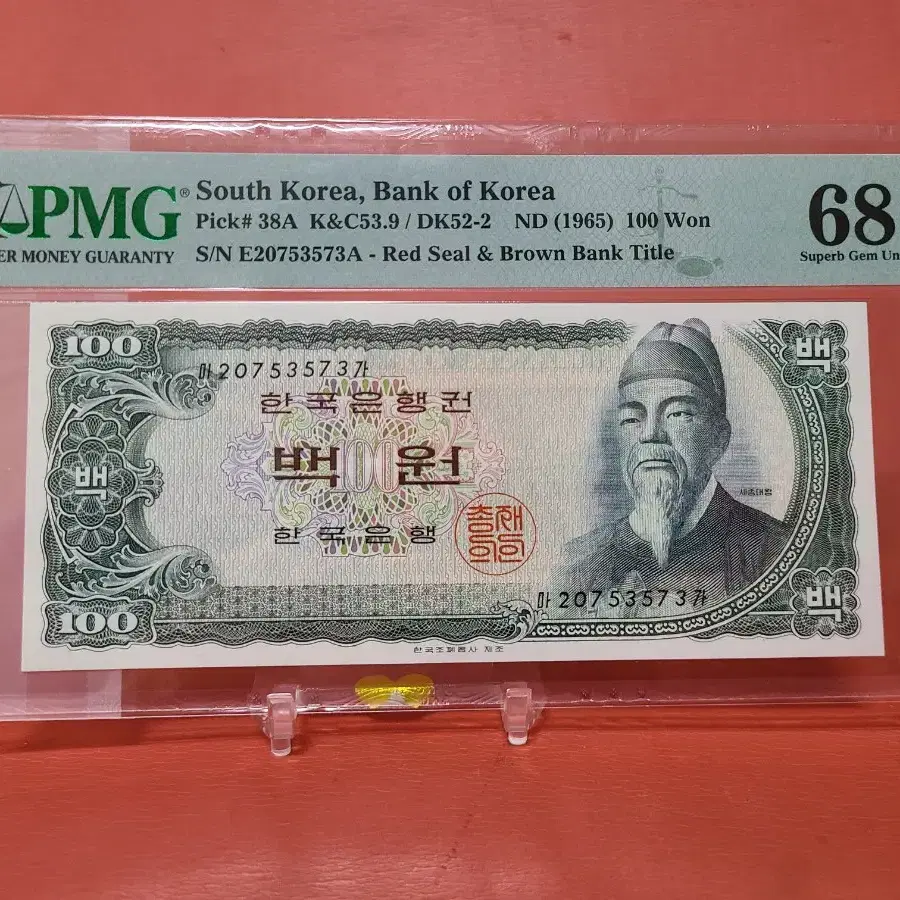 PMG®
ER MONEY GUARANTY
South Korea, Bank of Korea
Pick# 38A K&C53.9 / DK52-2 ND (1965) 100 Won
S/N E20753573A - Red Seal & Brown Bank Title
68
Superb Gem Un
100
백
마20753573가
한국은행권
백원
100
한국은행
총재의인
세종대왕
백
마20753573가
100
백
한국조폐공사 제조